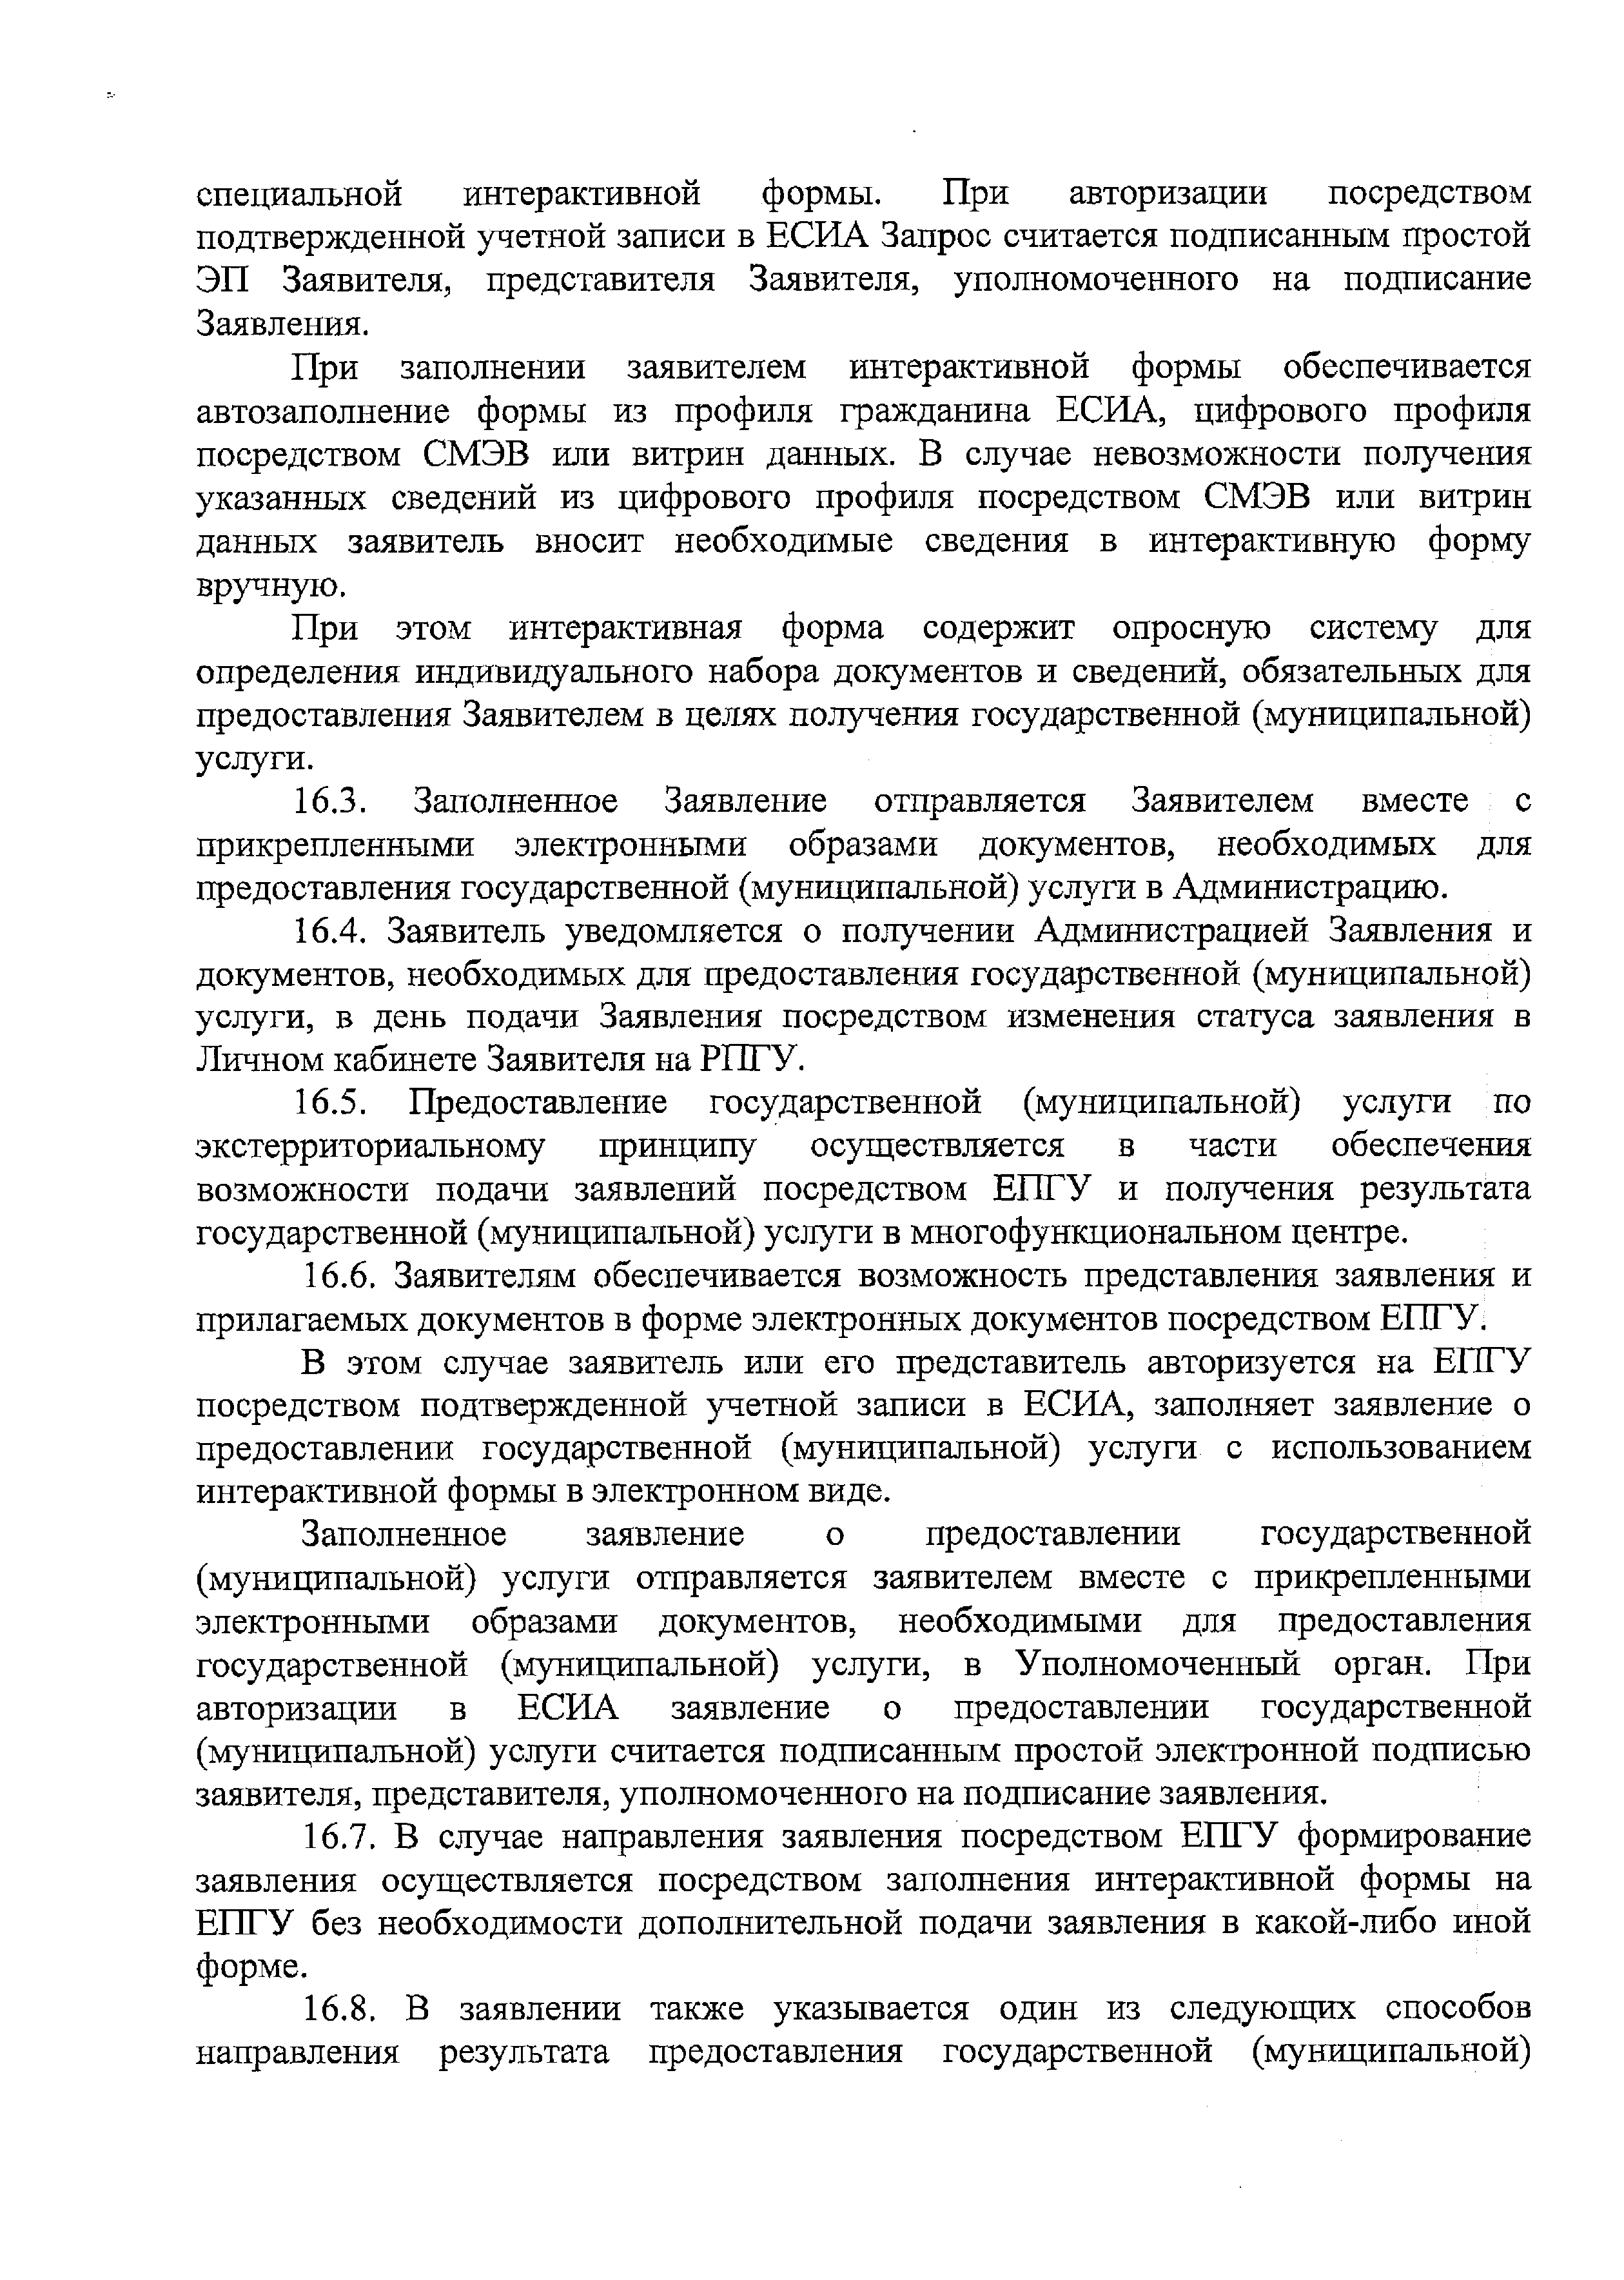 специальной интерактивной формы. При авторизации посредством
подтвержденной учетной записи в ЕСИА Запрос считается подписанным простой
ЭП Заявителя, представителя Заявителя, уполномоченного на подписание
Заявления.
При заполнении заявителем интерактивной формы обеспечивается
автозаполнение формы из профиля гражданина ЕСИА, цифрового профиля
посредством СМЭВ или витрин данных. В случае невозможности получения
указанных сведений из цифрового профиля посредством СМЭВ или витрин
данных заявитель вносит необходимые сведения в интерактивную форму
вручную.
При этом интерактивная форма содержит опросную систему для
определения индивидуального набора документов и сведений, обязательных для
предоставления Заявителем в целях получения государственной (муниципальной)
услуги.
16.3. Заполненное Заявление отправляется Заявителем вместе с
прикрепленными электронными образами документов, необходимых для
предоставления государственной (муниципальной) услуги в Администрацию.
16.4. Заявитель уведомляется о получении Администрацией Заявления и
документов, необходимых для предоставления государственной (муниципальной)
услуги, в день подачи Заявления посредством изменения статуса заявления в
Личном кабинете Заявителя на РПГУ.
16.5. Предоставление государственной (муниципальной) услуги по
экстерриториальному принципу осуществляется в части обеспечения
возможности подачи заявлений посредством ЕПГУ и получения результата
государственной (муниципальной) услуги в многофункциональном центре.
16.6. Заявителям обеспечивается возможность представления заявления и
прилагаемых документов в форме электронных документов посредством ЕПГУ.
В этом случае заявитель или его представитель авторизуется на ЕПГУ
посредством подтвержденной учетной записи в ЕСИА, заполняет заявление о
предоставлении государственной (муниципальной) услуги с использованием
интерактивной формы в электронном виде.
Заполненное заявление о предоставлении государственной
(муниципальной) услуги отправляется заявителем вместе с прикрепленными
электронными образами документов, необходимыми для предоставления
государственной (муниципальной) услуги, в Уполномоченный орган. При
авторизации в ЕСИА заявление о предоставлении государственной
(муниципальной) услуги считается подписанным простой электронной подписью
заявителя, представителя, уполномоченного на подписание заявления.
16.7. В случае направления заявления посредством ЕПГУ формирование
заявления осуществляется посредством заполнения интерактивной формы на
ЕПГУ без необходимости дополнительной подачи заявления в какой-либо иной
форме.
16.8. В заявлении также указывается один из следующих способов
направления результата предоставления государственной (муниципальной)